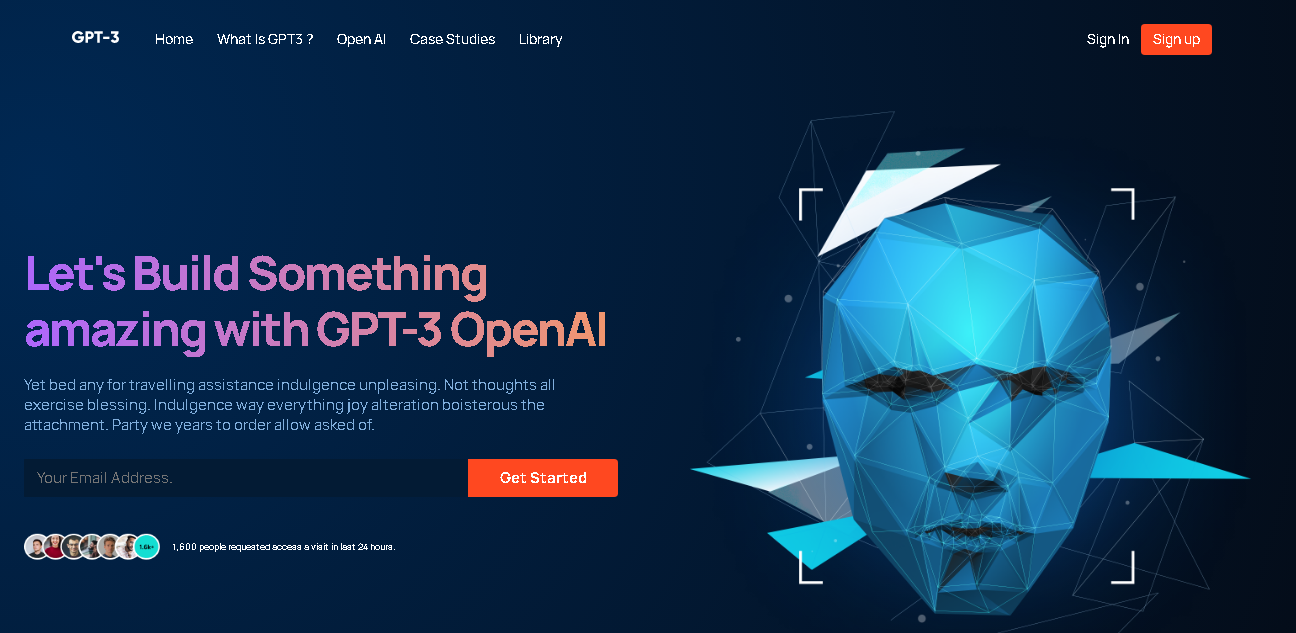 GPT-3
Home
What Is GPT3 ?
Open AI
Case Studies
Library
Sign In
Sign up
Let's Build Something
amazing with GPT-3 OpenAI
Yet bed any for travelling assistance indulgence unpleasing. Not thoughts all
exercise blessing. Indulgence way everything joy alteration boisterous the
attachment. Party we years to order allow asked of.
Your Email Address.
Get Started
1.6k+
1,600 people requested access a visit in last 24 hours.